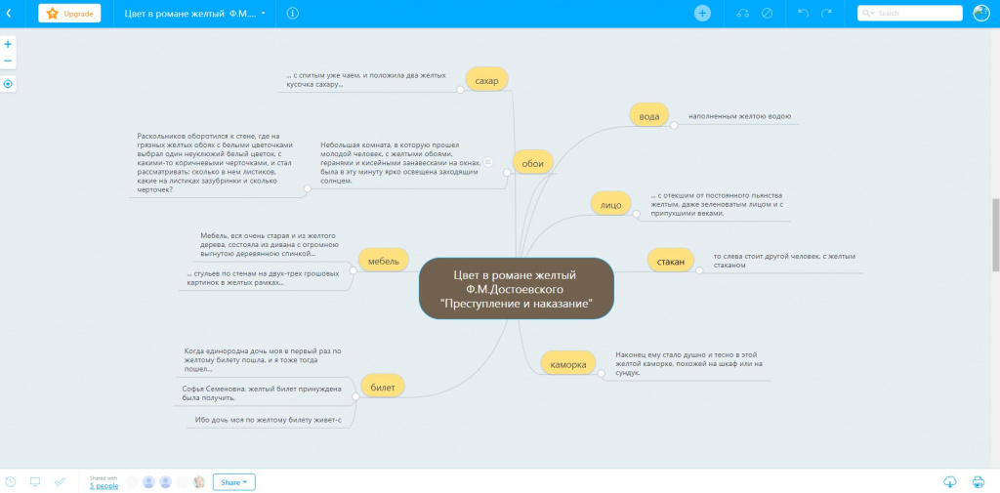 Upgrade
Цвет в романе желтый Ф.М....
Search
... с спитым уже чаем, и положила два желтых
кусочка сахару...
сахар
вода
наполненным желтою водою
Раскольников оборотился к стене, где на
грязных желтых обоях с белыми цветочками
выбрал один неуклюжий белый цветок, с
какими-то коричневыми черточками, и стал
рассматривать: сколько в нем листиков,
какие на листиках зазубринки и сколько
черточек?
Небольшая комната, в которую прошел
молодой человек, с желтыми обоями,
геранями и кисейными занавесками на окнах,
была в эту минуту ярко освещена заходящим
солнцем.
обои
лицо
... с отекшим от постоянного пьянства
желтым, даже зеленоватым лицом и с
припухшими веками,
Мебель, вся очень старая и из желтого
дерева, состояла из дивана с огромною
выгнутою деревянною спинкой...
... стульев по стенам на двух-трех грошовых
картинок в желтых рамках...
мебель
стакан
то слева стоит другой человек, с желтым
стаканом
Цвет в романе желтый
Ф.М.Достоевского
"Преступление и наказание"
Когда единородна дочь моя в первый раз по
желтому билету пошла, и я тоже тогда
пошел...
Софья Семеновна, желтый билет принуждена
была получить,
Ибо дочь моя по желтому билету живет-с
билет
каморка
Наконец ему стало душно и тесно в этой
желтой каморке, похожей на шкаф или на
сундук.
Shared with
5 people
Share